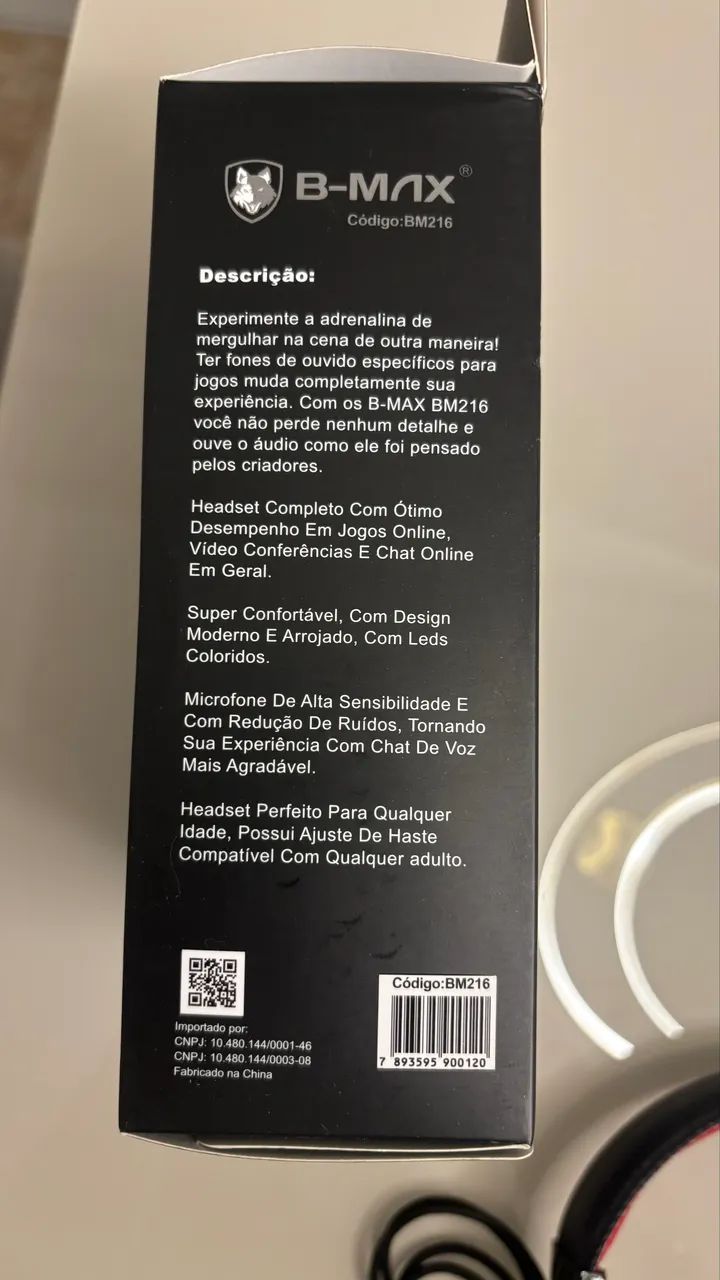 B-MAX®
Código:BM216
Descrição:
Experimente a adrenalina de
mergulhar na cena de outra maneira!
Ter fones de ouvido específicos para
jogos muda completamente sua
experiência. Com os B-MAX BM216
você não perde nenhum detalhe e
ouve o áudio como ele foi pensado
pelos criadores.
Headset Completo Com Ótimo
Desempenho Em Jogos Online,
Vídeo Conferências E Chat Online
Em Geral.
Super Confortável, Com Design
Moderno E Arrojado, Com Leds
Coloridos.
Microfone De Alta Sensibilidade E
Com Redução De Ruídos, Tornando
Sua Experiência Com Chat De Voz
Mais Agradável.
Headset Perfeito Para Qualquer
Idade, Possui Ajuste De Haste
Compatível Com Qualquer adulto.
Importado por:
CNPJ: 10.480.144/0001-46
CNPJ: 10.480.144/0003-08
Fabricado na China
Código:BM216
7 893595 900120